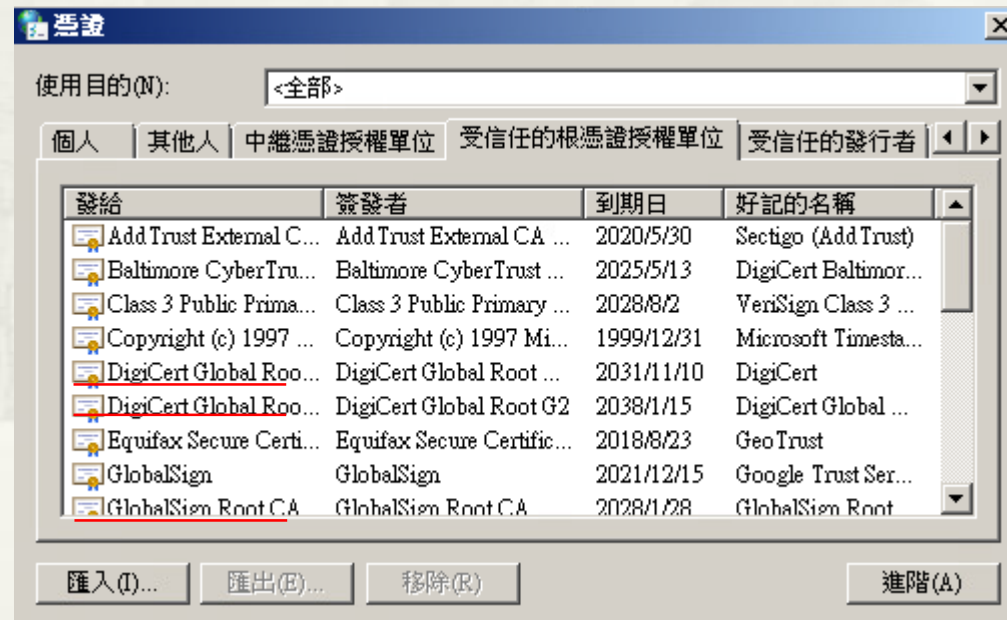 憑證
使用目的(N): <全部>
個人 其他人 中繼憑證授權單位 受信任的根憑證授權單位 受信任的發行者
發給 簽發者 到期日 好記的名稱
AddTrust External C... AddTrust External CA ... 2020/5/30 Sectigo (AddTrust)
Baltimore CyberTru... Baltimore CyberTrust ... 2025/5/13 DigiCert Baltimor...
Class 3 Public Prima... Class 3 Public Primary ... 2028/8/2 VeriSign Class 3 ...
Copyright (c) 1997 ... Copyright (c) 1997 Mi... 1999/12/31 Microsoft Timesta...
DigiCert Global Roo... DigiCert Global Root ... 2031/11/10 DigiCert
DigiCert Global Roo... DigiCert Global Root G2 2038/1/15 DigiCert Global ...
Equifax Secure Certi... Equifax Secure Certific... 2018/8/23 GeoTrust
GlobalSign GlobalSign 2021/12/15 Google Trust Ser...
GlobalSign Root CA GlobalSign Root CA 2028/1/28 GlobalSign Root
匯入(I)... 匯出(E)... 移除(R) 進階(A)